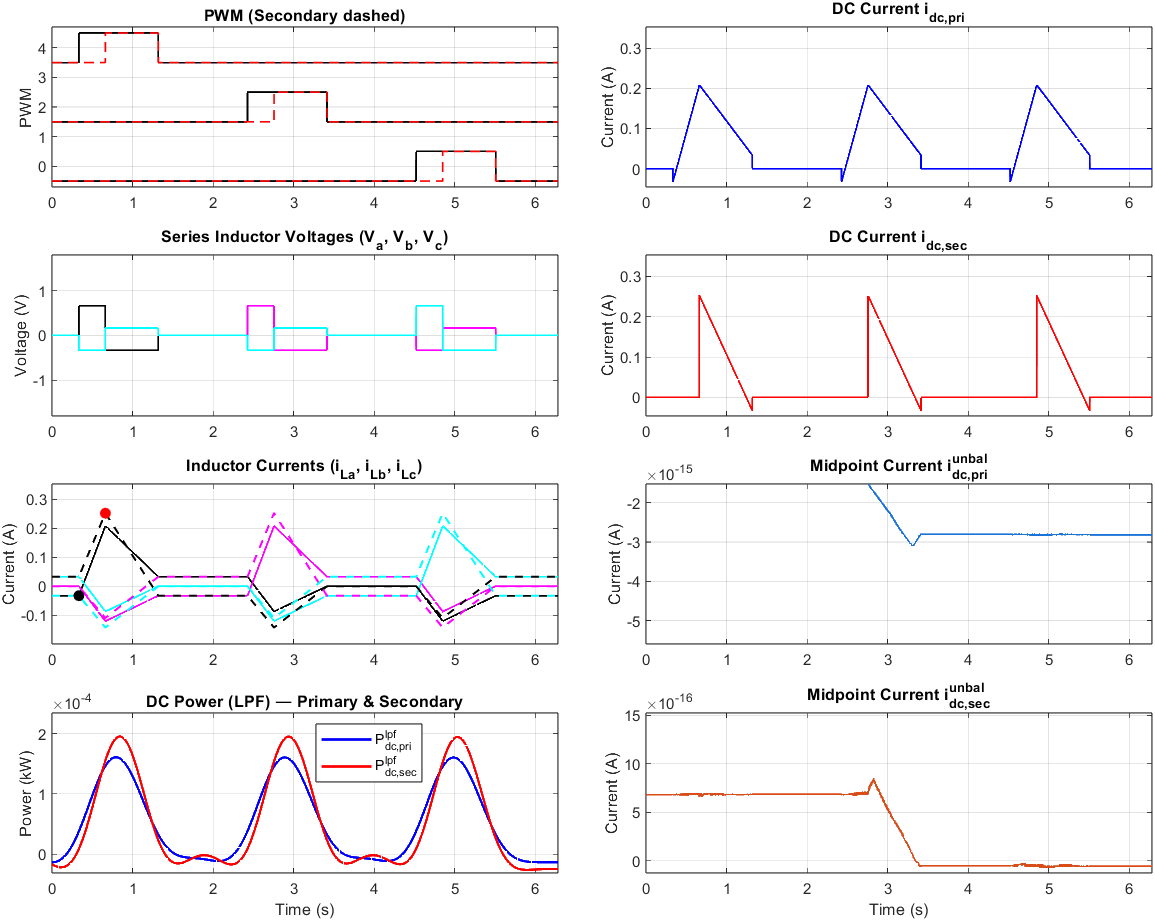 PWM (Secondary dashed)
4
3
2
1
0
PWM
0 1 2 3 4 5 6
DC Current i_dc,pri
0.3
0.2
0.1
0
Current (A)
0 1 2 3 4 5 6
Series Inductor Voltages (V_a, V_b, V_c)
1
0
-1
Voltage (V)
0 1 2 3 4 5 6
DC Current i_dc,sec
0.3
0.2
0.1
0
Current (A)
0 1 2 3 4 5 6
Inductor Currents (i_La, i_Lb, i_Lc)
0.3
0.2
0.1
0
-0.1
Current (A)
0 1 2 3 4 5 6
Midpoint Current i_dc,pri^unbal
×10^-15
-2
-3
-4
-5
Current (A)
0 1 2 3 4 5 6
DC Power (LPF) — Primary & Secondary
×10^-4
2
1
0
Power (kW)
P_dc,pri^lpf
P_dc,sec^lpf
0 1 2 3 4 5 6
Time (s)
Midpoint Current i_dc,sec^unbal
×10^-16
15
10
5
0
Current (A)
0 1 2 3 4 5 6
Time (s)